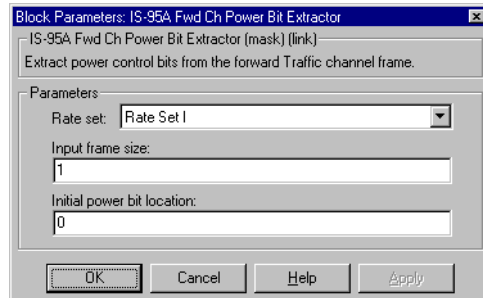 Block Parameters: IS-95A Fwd Ch Power Bit Extractor
IS-95A Fwd Ch Power Bit Extractor (mask) (link)
Extract power control bits from the forward Traffic channel frame.
Parameters
Rate set: Rate Set I
Input frame size:
1
Initial power bit location:
0
OK Cancel Help Apply